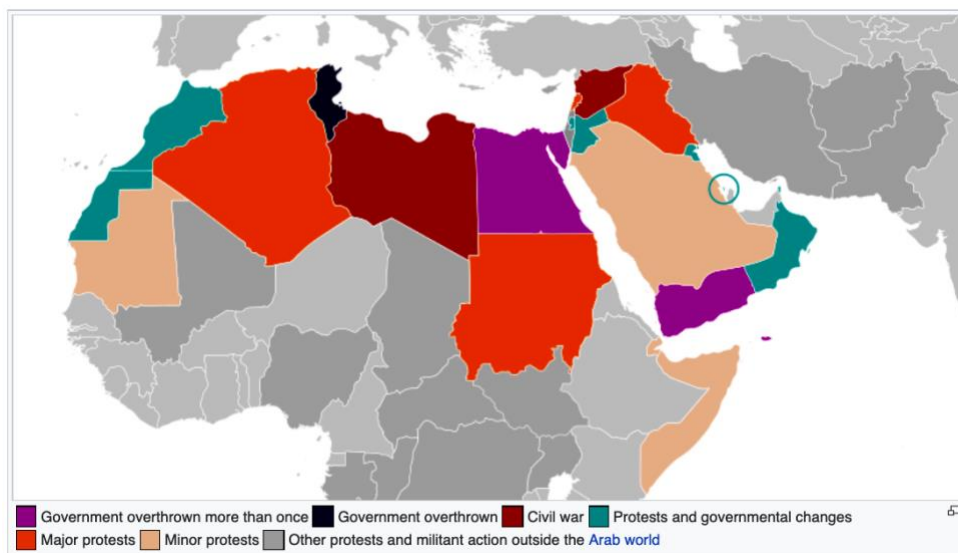 Government overthrown more than once Government overthrown Civil war Protests and governmental changes
Major protests Minor protests Other protests and militant action outside the Arab world